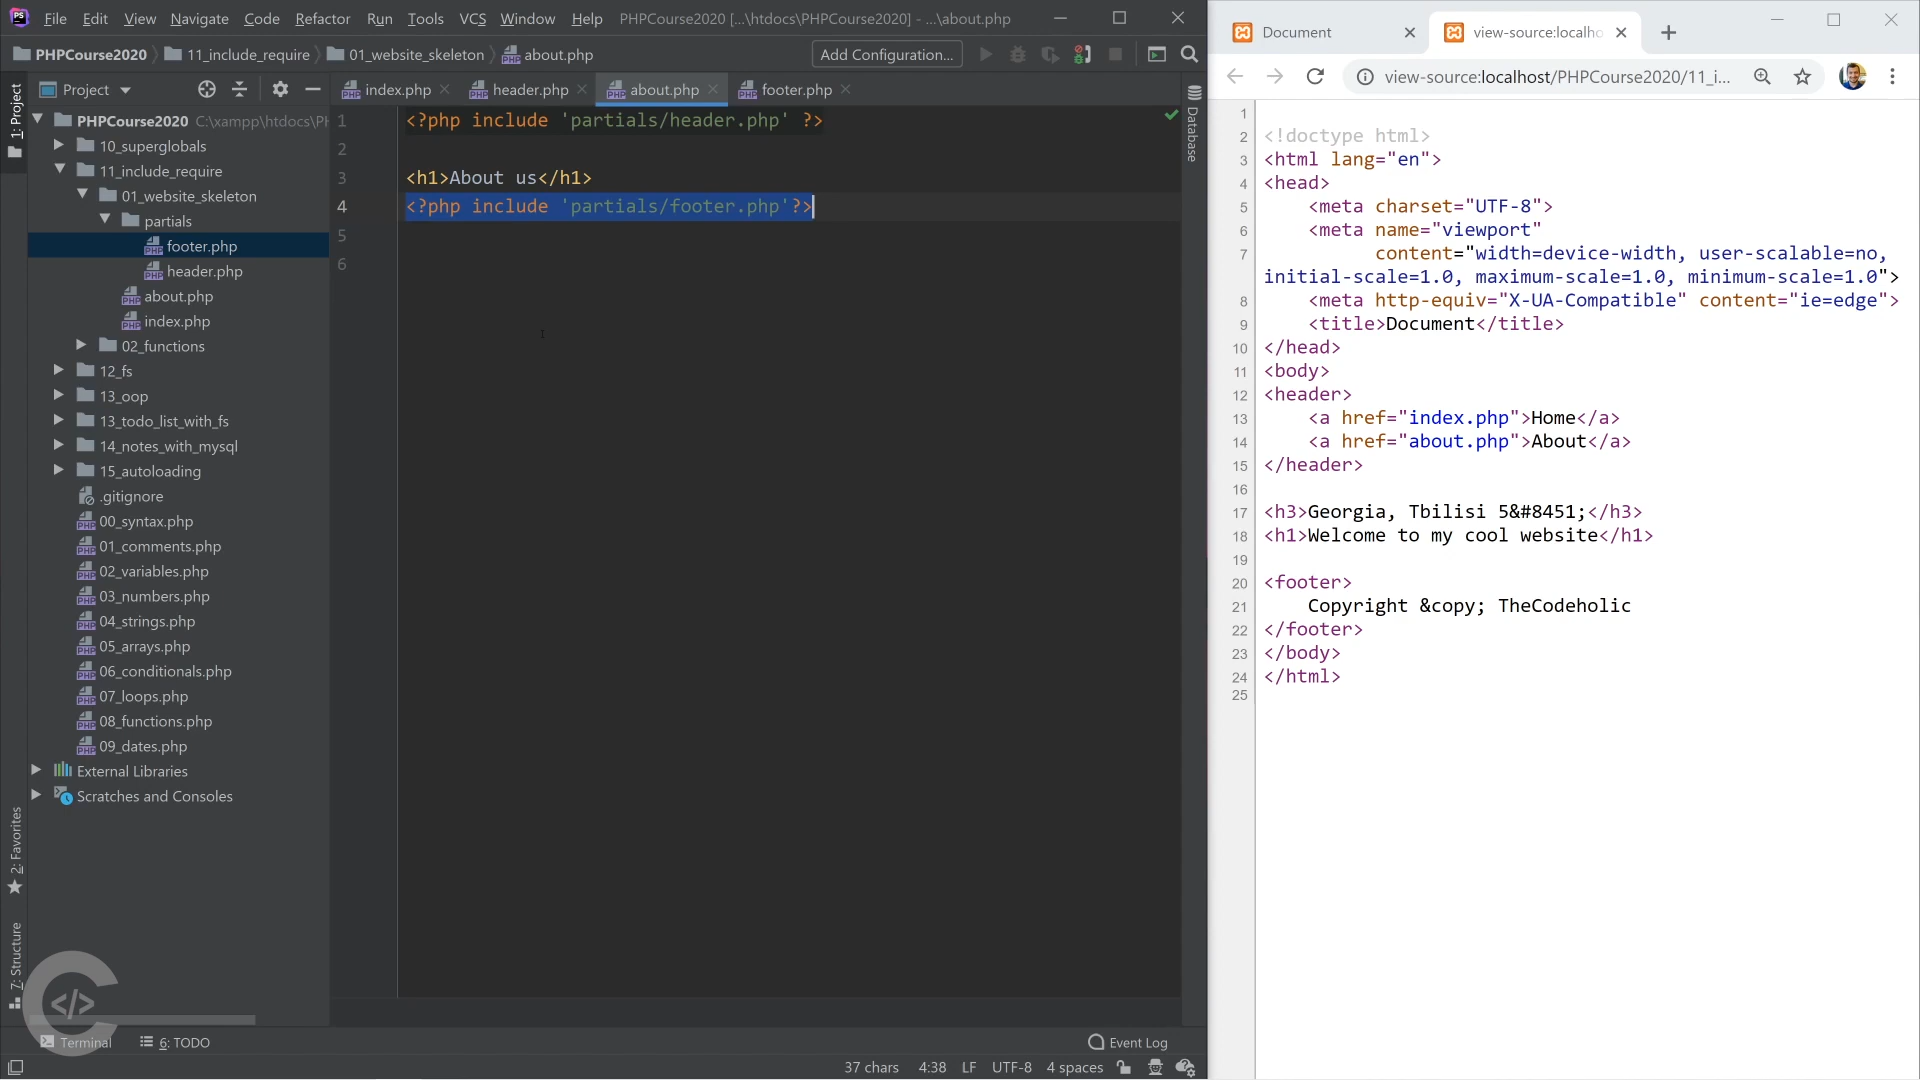 File Edit View Navigate Code Refactor Run Tools VCS Window Help PHPCourse2020 [...\htdocs\PHPCourse2020] - ...\about.php
PHPCourse2020 11_include_require 01_website_skeleton about.php Add Configuration...
Project
index.php header.php about.php footer.php
1: Project
PHPCourse2020 C:\xampp\htdocs\PH
10_superglobals
11_include_require
01_website_skeleton
partials
footer.php
header.php
about.php
index.php
02_functions
12_fs
13_oop
13_todo_list_with_fs
14_notes_with_mysql
15_autoloading
.gitignore
00_syntax.php
01_comments.php
02_variables.php
03_numbers.php
04_strings.php
05_arrays.php
06_conditionals.php
07_loops.php
08_functions.php
09_dates.php
External Libraries
Scratches and Consoles
2: Favorites
7: Structure
1 <?php include 'partials/header.php' ?>
2
3 <h1>About us</h1>
4 <?php include 'partials/footer.php'?>
5
6
Database
Terminal 6: TODO Event Log
37 chars 4:38 LF UTF-8 4 spaces
Document view-source:localho
view-source:localhost/PHPCourse2020/11_i...
1
2 <!doctype html>
3 <html lang="en">
4 <head>
5 <meta charset="UTF-8">
6 <meta name="viewport"
7 content="width=device-width, user-scalable=no,
initial-scale=1.0, maximum-scale=1.0, minimum-scale=1.0">
8 <meta http-equiv="X-UA-Compatible" content="ie=edge">
9 <title>Document</title>
10 </head>
11 <body>
12 <header>
13 <a href="index.php">Home</a>
14 <a href="about.php">About</a>
15 </header>
16
17 <h3>Georgia, Tbilisi 5&#8451;</h3>
18 <h1>Welcome to my cool website</h1>
19
20 <footer>
21 Copyright &copy; TheCodeholic
22 </footer>
23 </body>
24 </html>
25